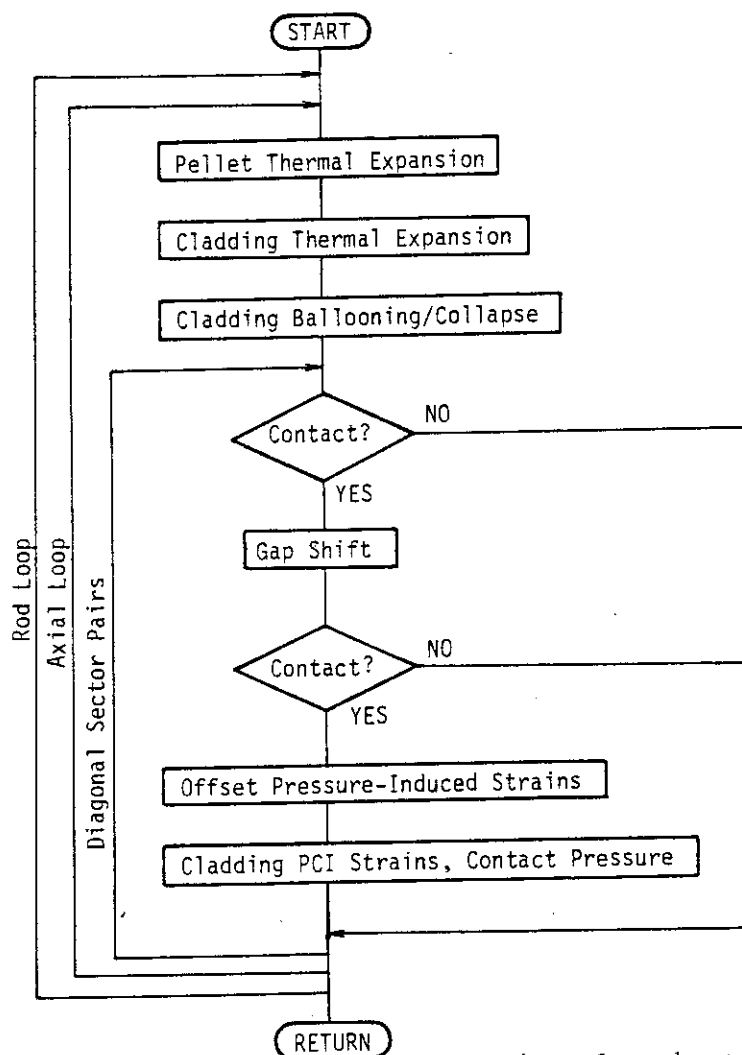 START
Pellet Thermal Expansion
Cladding Thermal Expansion
Cladding Ballooning/Collapse
Contact?
NO
YES
Gap Shift
Contact?
NO
YES
Offset Pressure-Induced Strains
Cladding PCI Strains, Contact Pressure
RETURN
Rod Loop
Axial Loop
Diagonal Sector Pairs